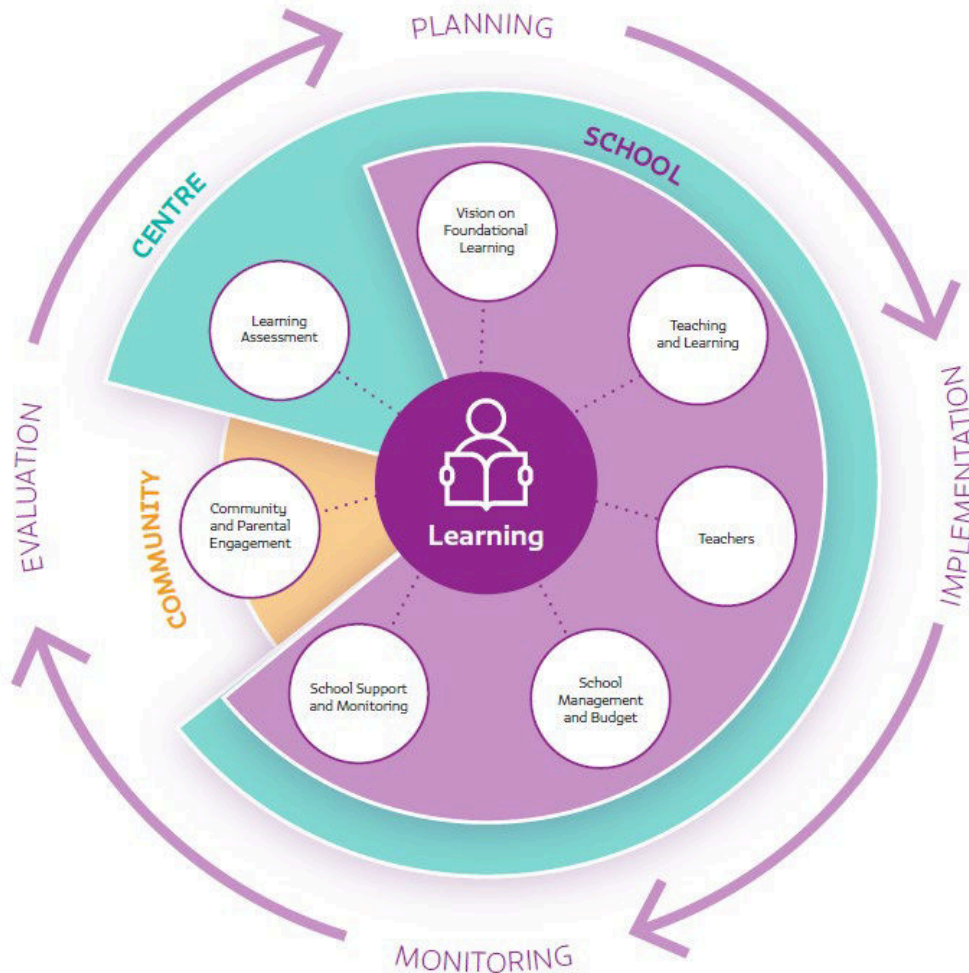 PLANNING
SCHOOL
CENTRE
Vision on
Foundational
Learning
Learning
Assessment
Teaching
and Learning
IMPLEMENTATION
EVALUATION
COMMUNITY
Community
and Parental
Engagement
Learning
Teachers
School Support
and Monitoring
School
Management
and Budget
MONITORING